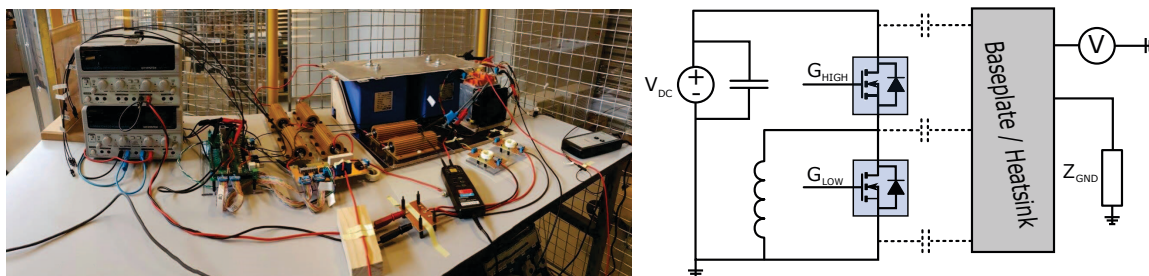 V_DC
G_HIGH
G_LOW
Baseplate / Heatsink
V
Z_GND